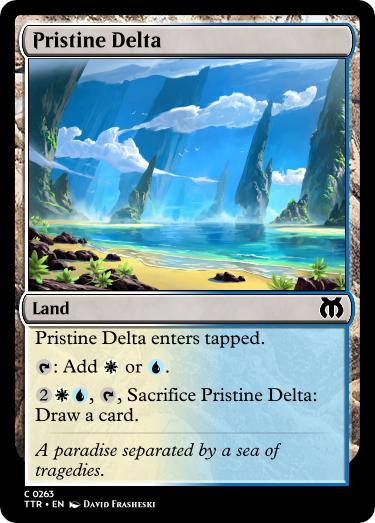 Pristine Delta
Land
Pristine Delta enters tapped.
: Add or .
2 , , Sacrifice Pristine Delta:
Draw a card.
A paradise separated by a sea of
tragedies.
C 0263
TTR • EN David Frasheski